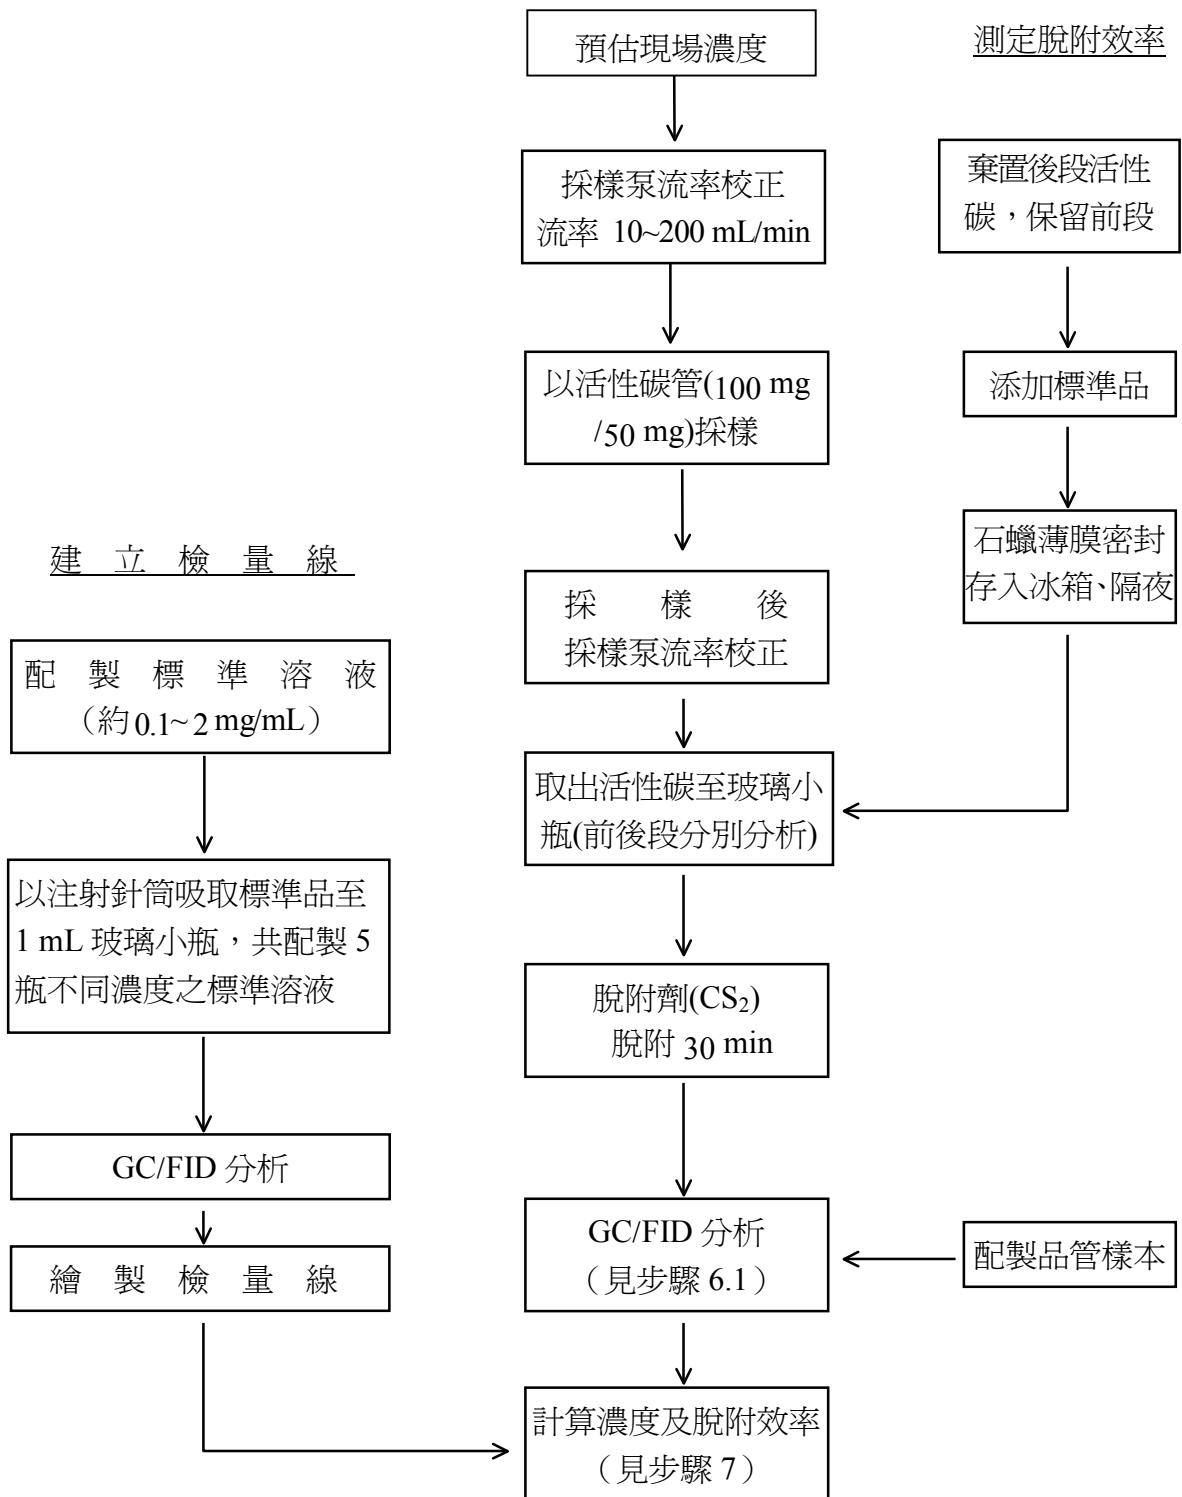 預估現場濃度
測定脫附效率
採樣泵流率校正
流率 10~200 mL/min
棄置後段活性
碳，保留前段
以活性碳管(100 mg
/50 mg)採樣
添加標準品
石蠟薄膜密封
存入冰箱、隔夜
建立檢量線
採樣後
採樣泵流率校正
配製標準溶液
（約 0.1~2 mg/mL）
取出活性碳至玻璃小
瓶(前後段分別分析)
以注射針筒吸取標準品至
1 mL 玻璃小瓶，共配製 5
瓶不同濃度之標準溶液
脫附劑(CS₂)
脫附 30 min
GC/FID 分析
繪製檢量線
GC/FID 分析
（見步驟 6.1）
配製品管樣本
計算濃度及脫附效率
（見步驟 7）